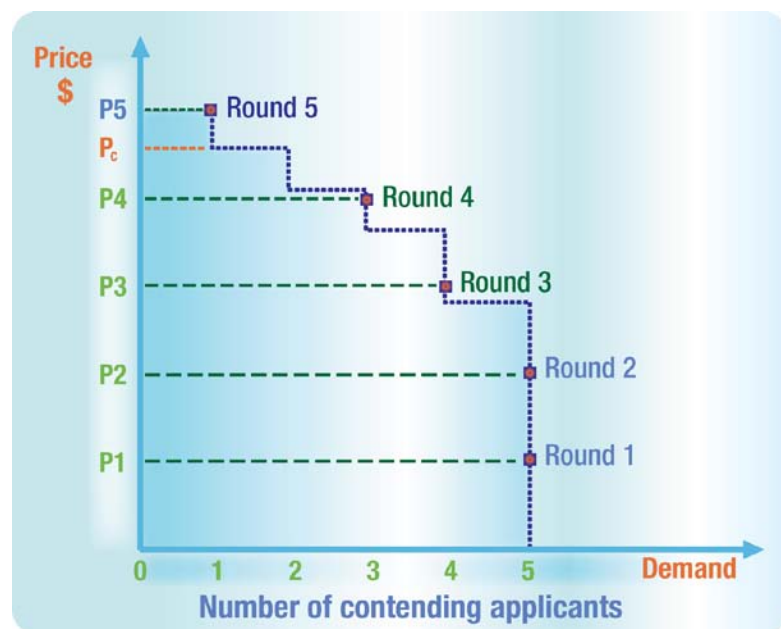 Price
$
P5
Round 5
Pc
P4
Round 4
P3
Round 3
P2
Round 2
P1
Round 1
0 1 2 3 4 5 Demand
Number of contending applicants